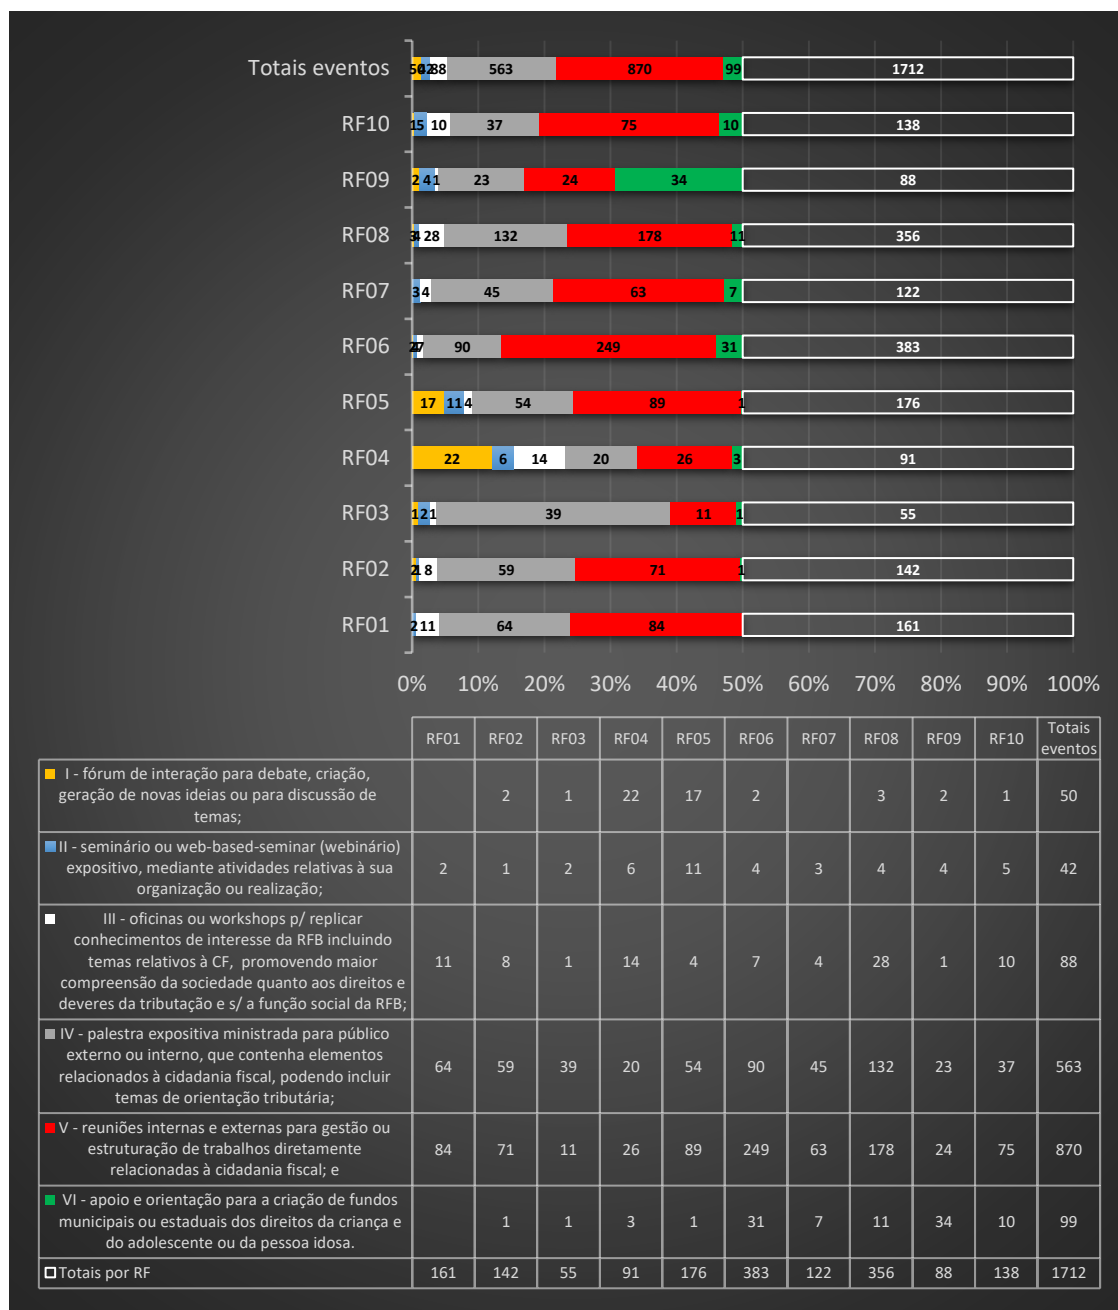 Totais eventos 50 42 88 563 870 99 1712
RF10 1 5 10 37 75 10 138
RF09 2 4 1 23 24 34 88
RF08 3 4 28 132 178 11 356
RF07 3 4 45 63 7 122
RF06 2 4 7 90 249 31 383
RF05 17 11 4 54 89 1 176
RF04 22 6 14 20 26 3 91
RF03 1 2 1 39 11 1 55
RF02 2 1 8 59 71 1 142
RF01 2 11 64 84 161
0% 10% 20% 30% 40% 50% 60% 70% 80% 90% 100%
RF01 RF02 RF03 RF04 RF05 RF06 RF07 RF08 RF09 RF10 Totais
eventos
I - fórum de interação para debate, criação,
geração de novas ideias ou para discussão de
temas;
2 1 22 17 2 3 2 1 50
II - seminário ou web-based-seminar (webinário)
expositivo, mediante atividades relativas à sua
organização ou realização;
2 1 2 6 11 4 3 4 4 5 42
III - oficinas ou workshops p/ replicar
conhecimentos de interesse da RFB incluindo
temas relativos à CF, promovendo maior
compreensão da sociedade quanto aos direitos e
deveres da tributação e s/ a função social da RFB;
11 8 1 14 4 7 4 28 1 10 88
IV - palestra expositiva ministrada para público
externo ou interno, que contenha elementos
relacionados à cidadania fiscal, podendo incluir
temas de orientação tributária;
64 59 39 20 54 90 45 132 23 37 563
V - reuniões internas e externas para gestão ou
estruturação de trabalhos diretamente
relacionadas à cidadania fiscal; e
84 71 11 26 89 249 63 178 24 75 870
VI - apoio e orientação para a criação de fundos
municipais ou estaduais dos direitos da criança e
do adolescente ou da pessoa idosa.
1 1 3 1 31 7 11 34 10 99
Totais por RF 161 142 55 91 176 383 122 356 88 138 1712